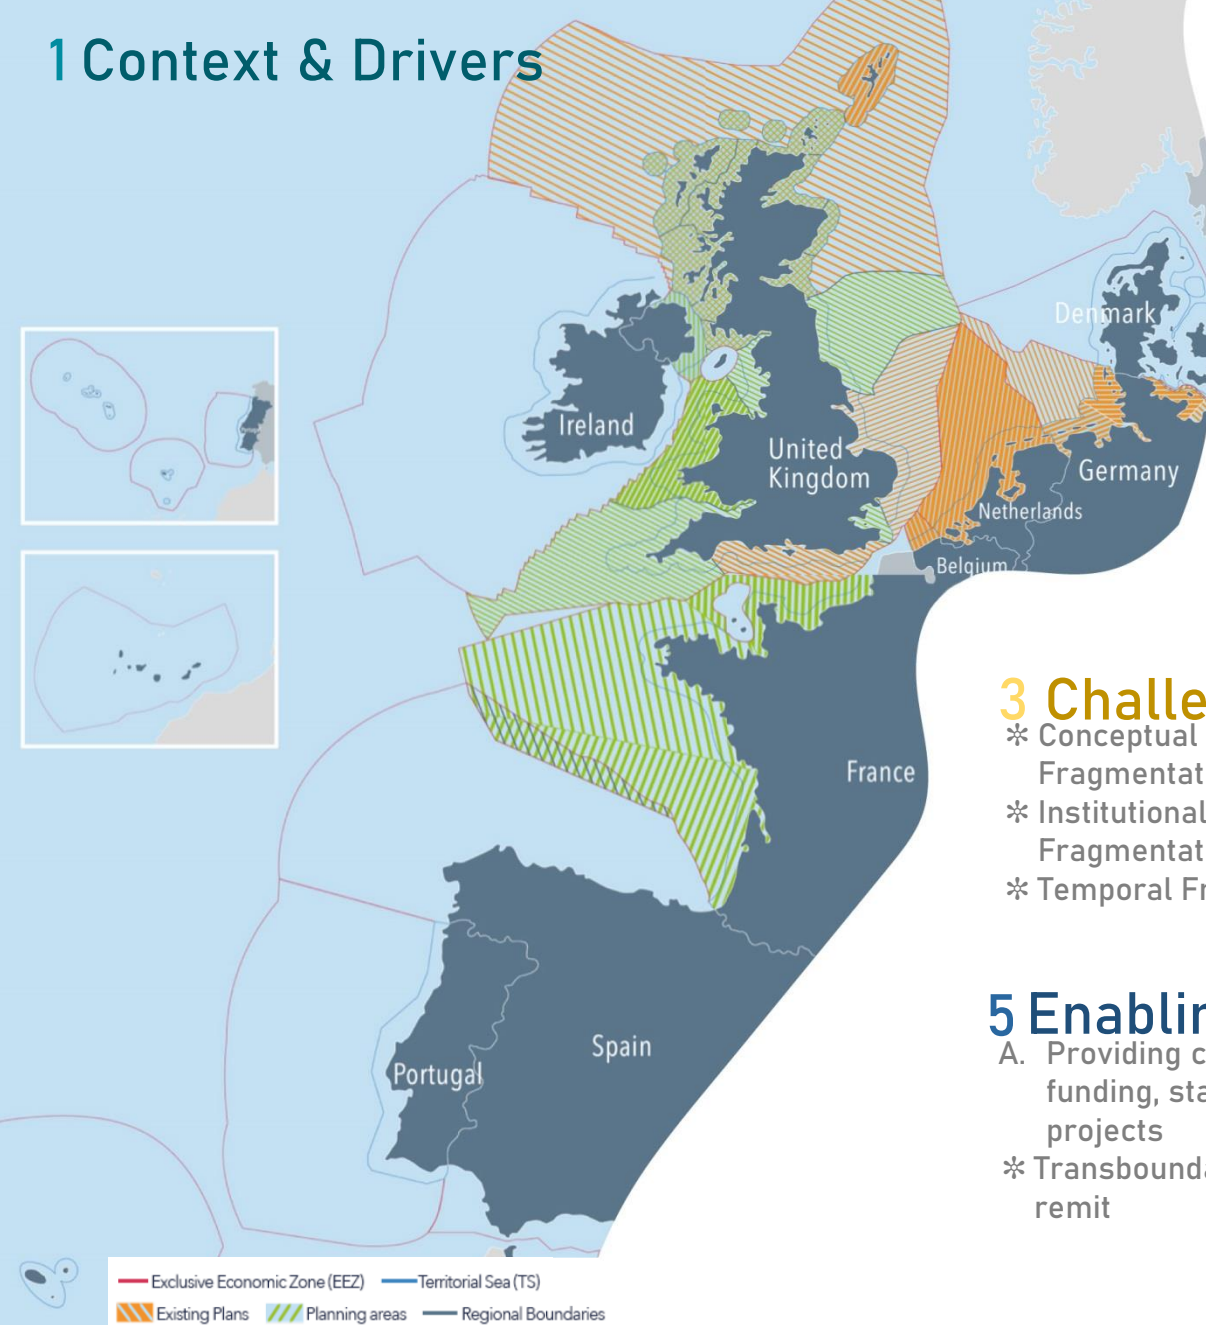 1 Context & Drivers
Denmark
Ireland
United
Kingdom
Germany
Netherlands
Belgium
3 Challe
✼ Conceptual
Fragmentat
✼ Institutional
Fragmentat
✼ Temporal Fr
France
5 Enablin
A. Providing c
funding, sta
projects
✼ Transbounda
remit
Spain
Portugal
Exclusive Economic Zone (EEZ) Territorial Sea (TS)
Existing Plans Planning areas Regional Boundaries